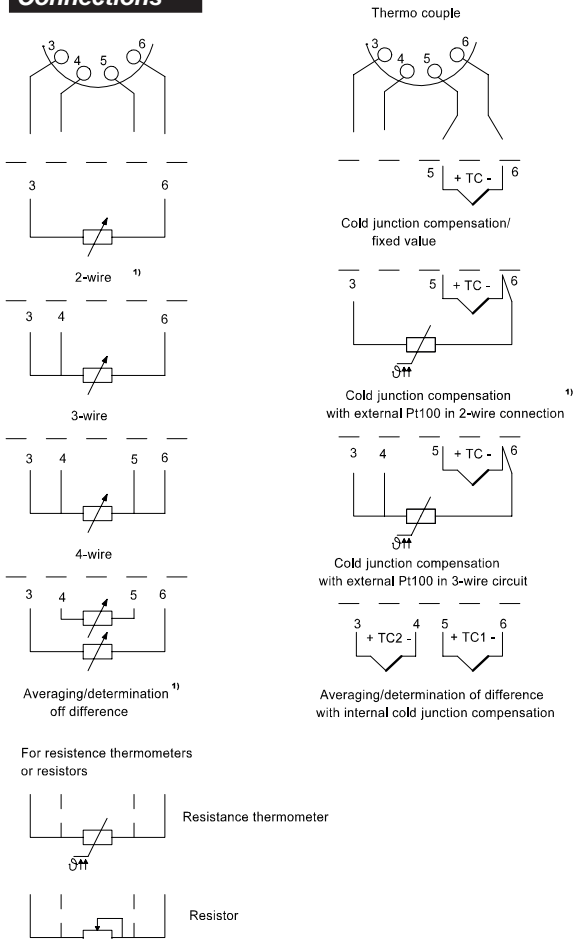 Connections
3 4 5 6
3 6
2-wire 1)
3 4 6
3-wire
3 4 5 6
4-wire
3 4 5 6
Averaging/determination 1)
off difference
For resistence thermometers
or resistors
ϑ
Resistance thermometer
Resistor
Thermo couple
3 4 5 6
5 + TC - 6
Cold junction compensation/
fixed value
3 5 + TC - 6
ϑ
Cold junction compensation 1)
with external Pt100 in 2-wire connection
3 4 5 + TC - 6
ϑ
Cold junction compensation
with external Pt100 in 3-wire circuit
3 4 5 6
+ TC2 - + TC1 -
Averaging/determination of difference
with internal cold junction compensation